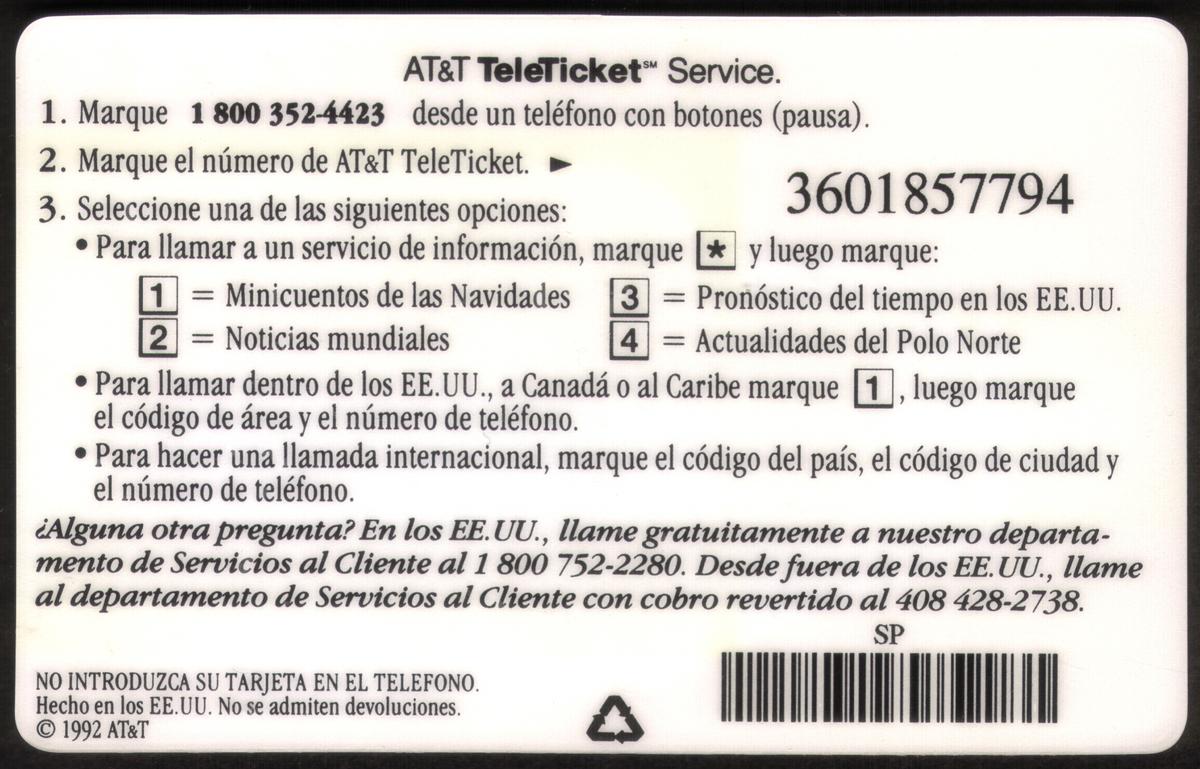 AT&T TeleTicket℠ Service.
1. Marque 1 800 352-4423 desde un teléfono con botones (pausa).
2. Marque el número de AT&T TeleTicket. ►
3601857794
3. Seleccione una de las siguientes opciones:
• Para llamar a un servicio de información, marque * y luego marque:
1 = Minicuentos de las Navidades 3 = Pronóstico del tiempo en los EE.UU.
2 = Noticias mundiales 4 = Actualidades del Polo Norte
• Para llamar dentro de los EE.UU., a Canadá o al Caribe marque 1, luego marque
el código de área y el número de teléfono.
• Para hacer una llamada internacional, marque el código del país, el código de ciudad y
el número de teléfono.
¿Alguna otra pregunta? En los EE.UU., llame gratuitamente a nuestro departa-
mento de Servicios al Cliente al 1 800 752-2280. Desde fuera de los EE.UU., llame
al departamento de Servicios al Cliente con cobro revertido al 408 428-2738.
SP
NO INTRODUZCA SU TARJETA EN EL TELEFONO.
Hecho en los EE.UU. No se admiten devoluciones.
© 1992 AT&T